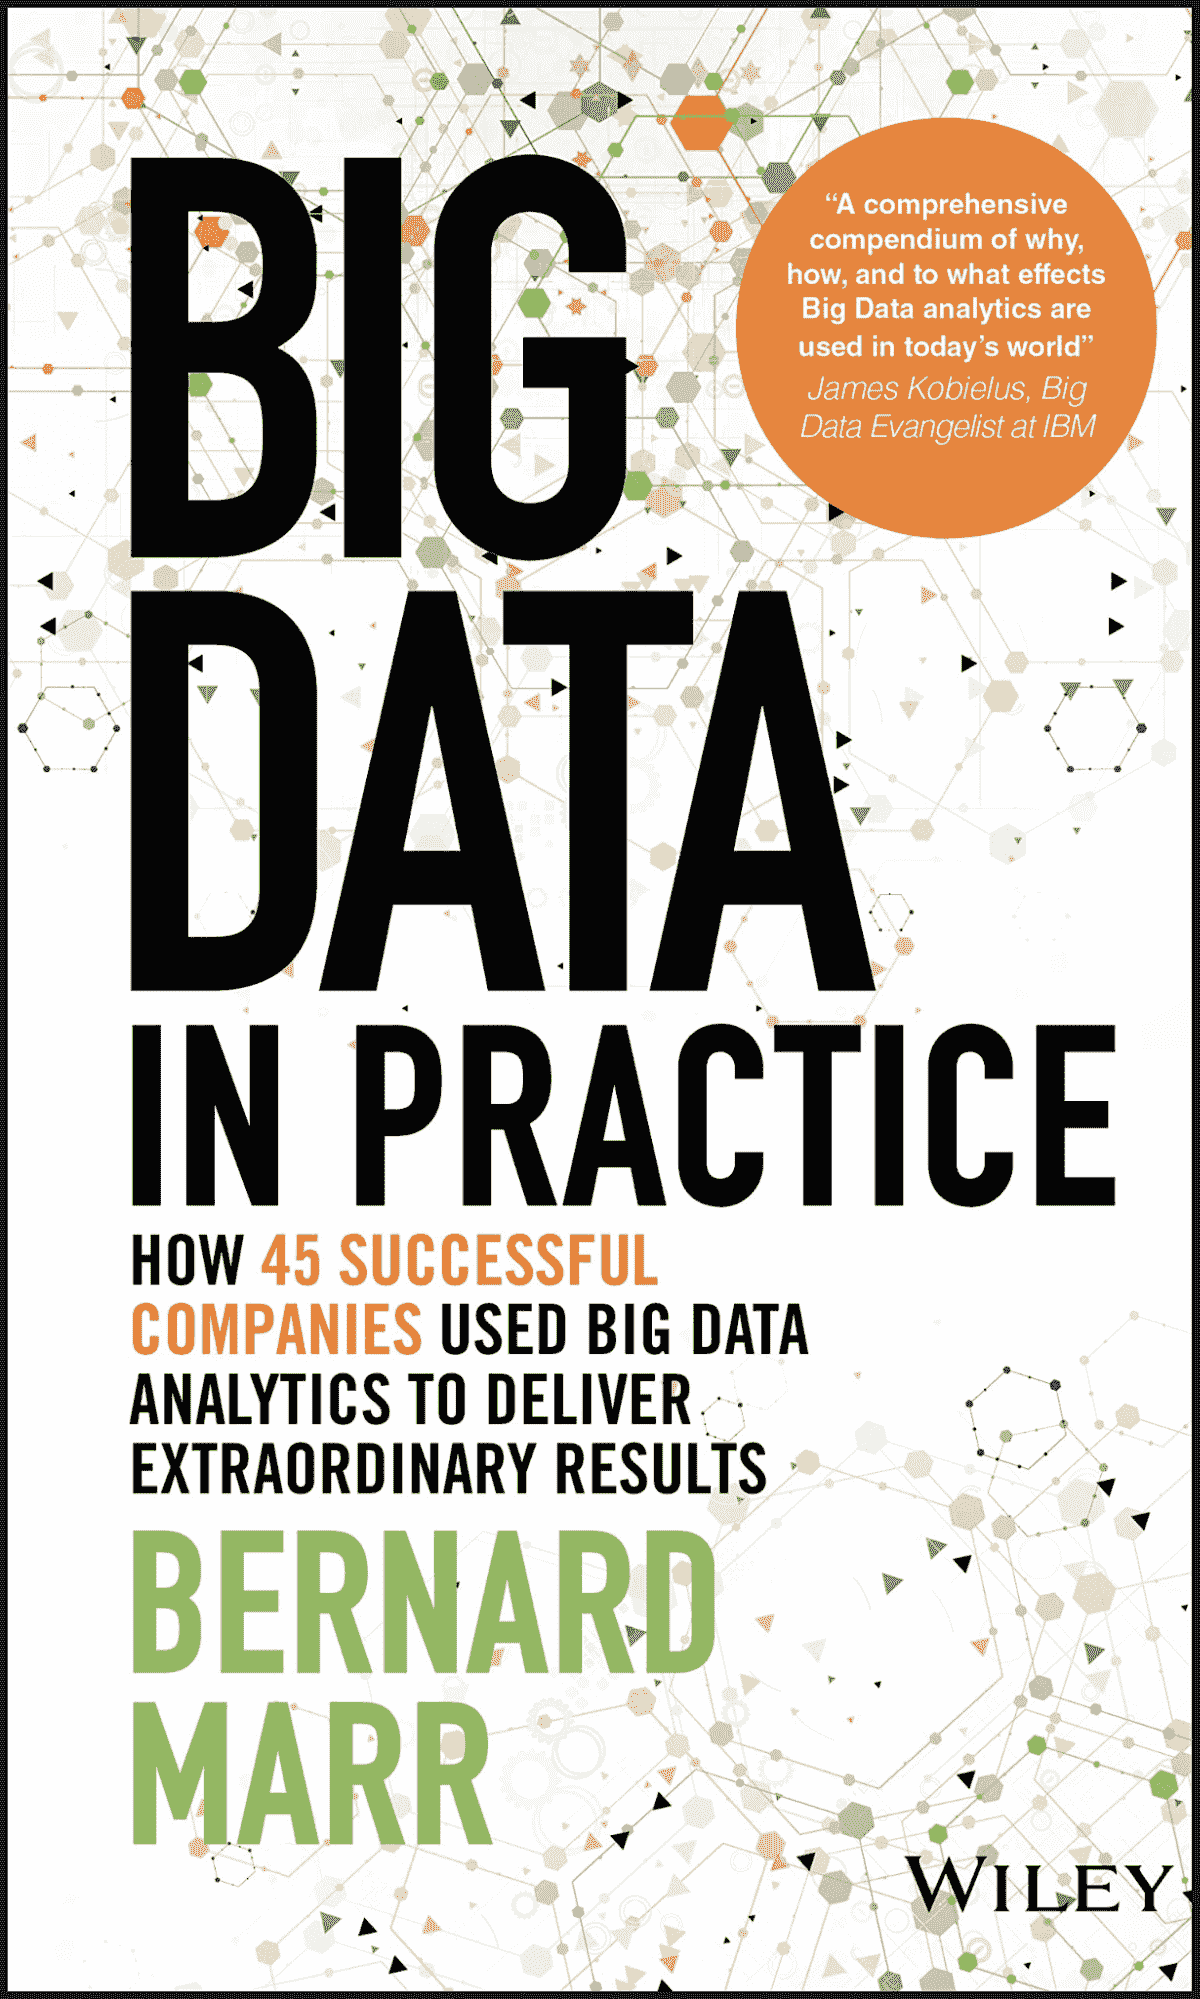 BIG
DATA
IN PRACTICE
HOW 45 SUCCESSFUL
COMPANIES USED BIG DATA
ANALYTICS TO DELIVER
EXTRAORDINARY RESULTS
BERNARD
MARR
“A comprehensive
compendium of why,
how, and to what effects
Big Data analytics are
used in today’s world”
James Kobielus, Big
Data Evangelist at IBM
WILEY